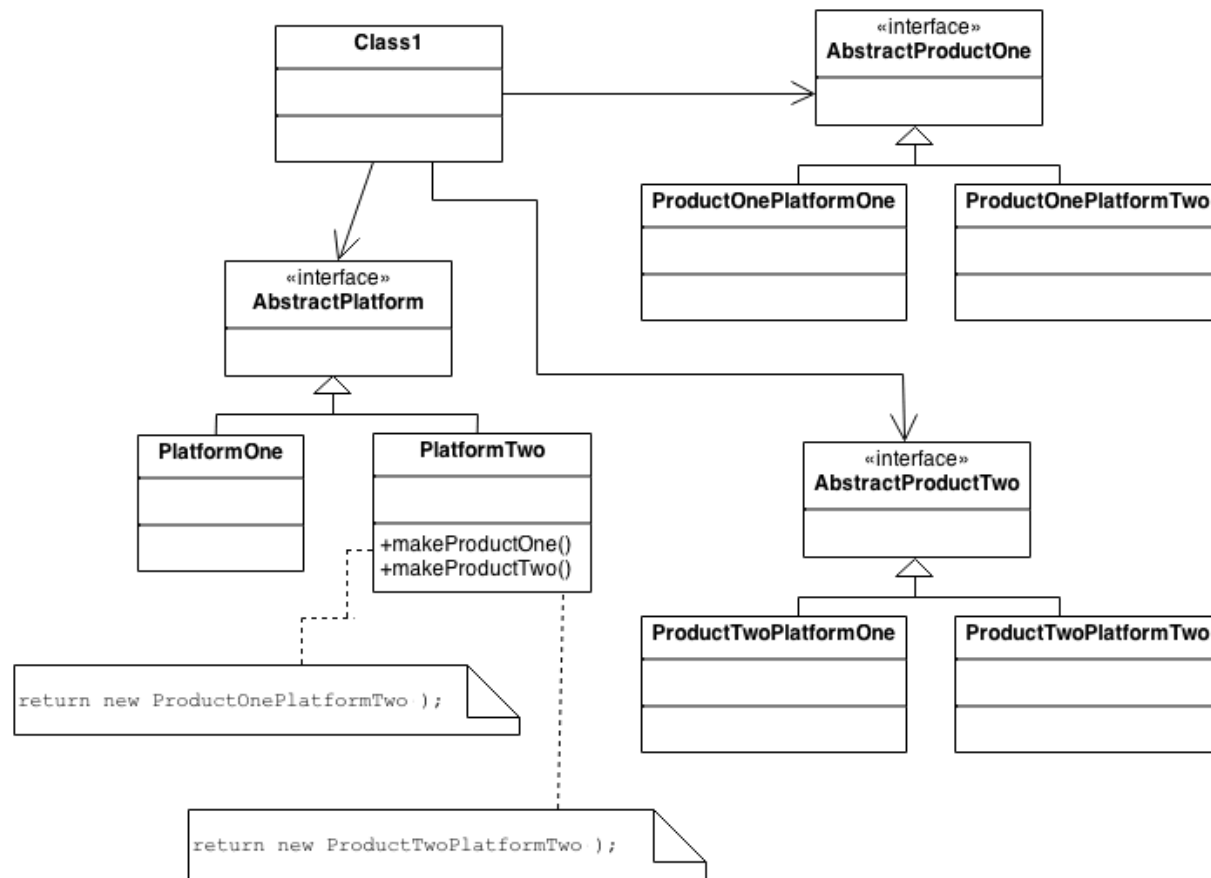 Class1
«interface»
AbstractProductOne
ProductOnePlatformOne
ProductOnePlatformTwo
«interface»
AbstractPlatform
PlatformOne
PlatformTwo
+makeProductOne()
+makeProductTwo()
«interface»
AbstractProductTwo
ProductTwoPlatformOne
ProductTwoPlatformTwo
return new ProductOnePlatformTwo );
return new ProductTwoPlatformTwo );